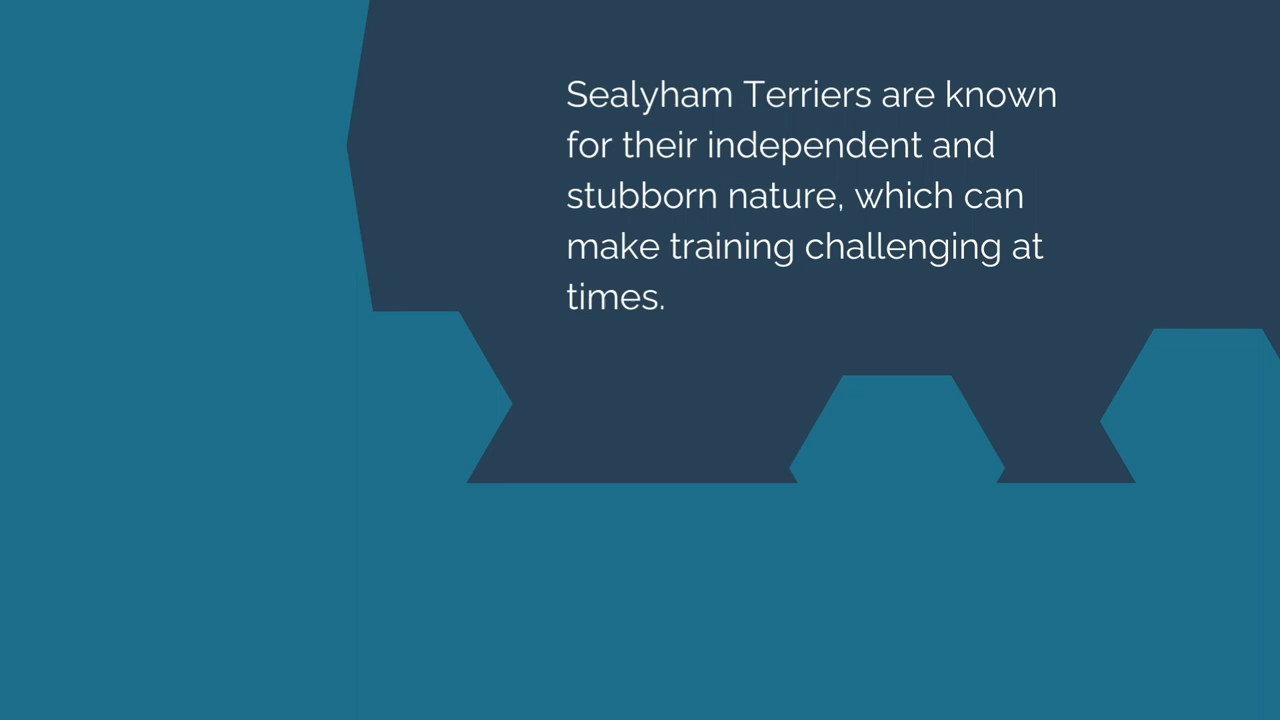 Sealyham Terriers are known
for their independent and
stubborn nature, which can
make training challenging at
times.